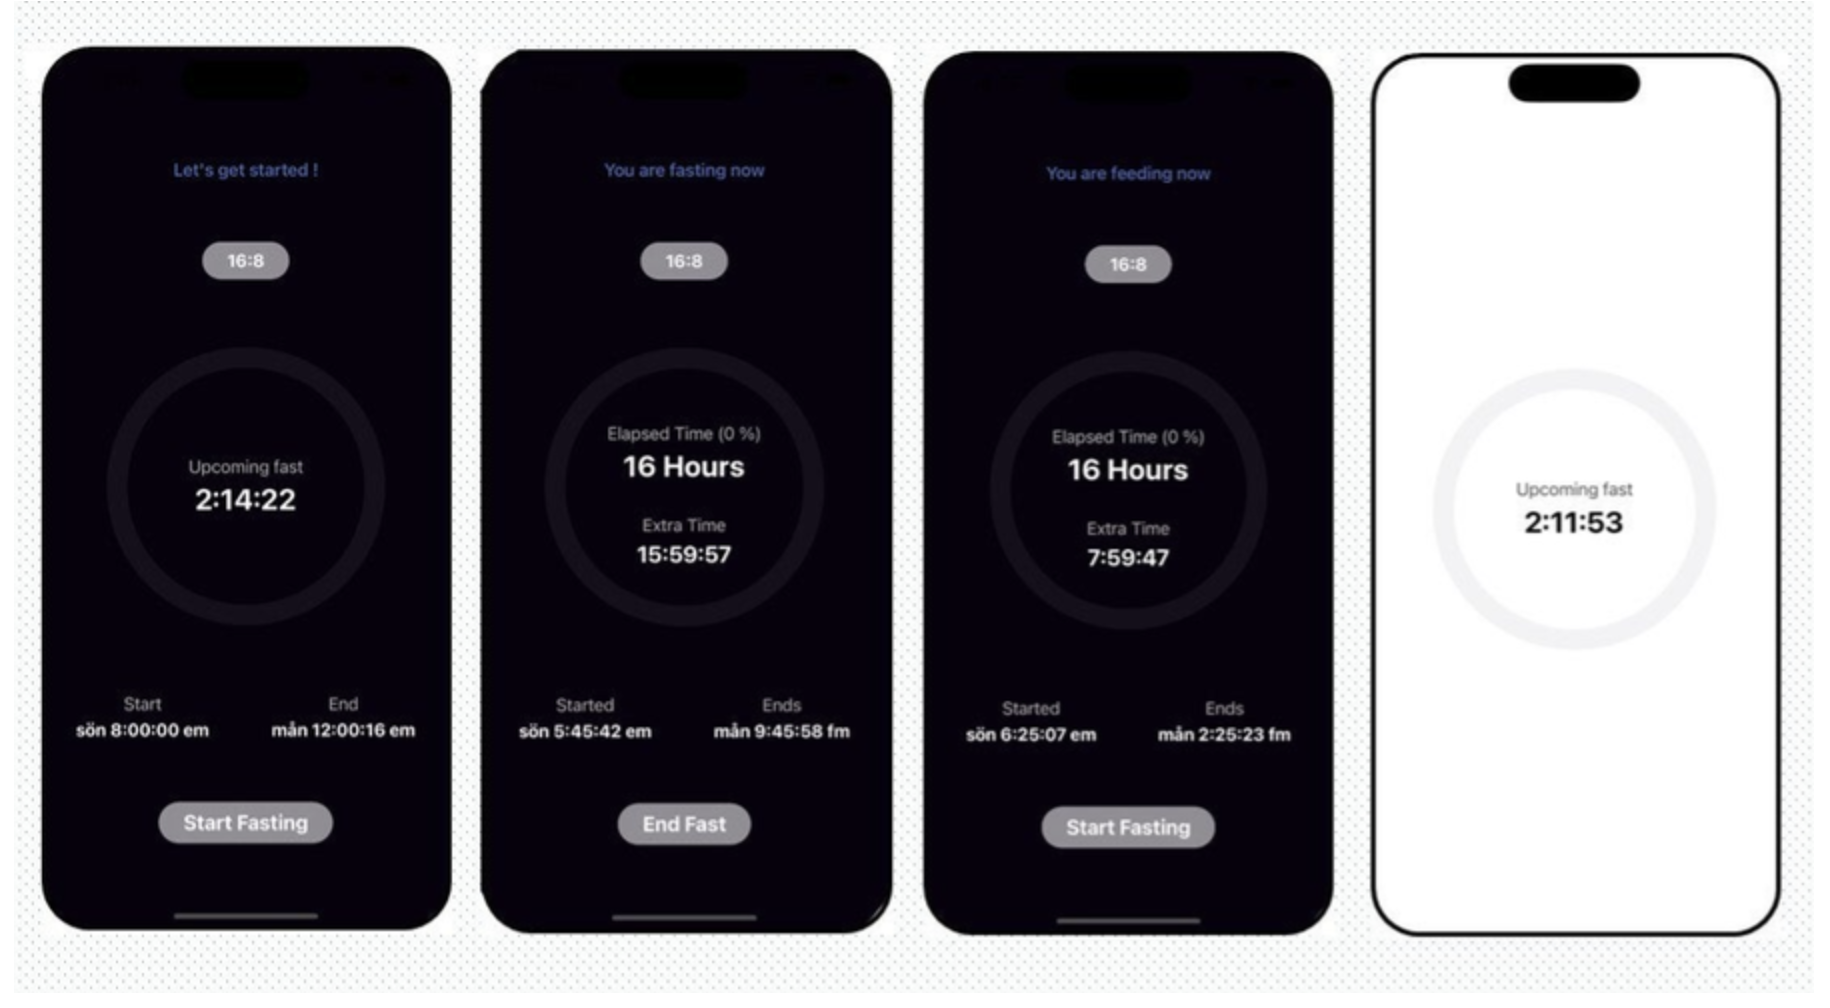 Let's get started !
16:8
Upcoming fast
2:14:22
Start
sön 8:00:00 em
End
mån 12:00:16 em
Start Fasting
You are fasting now
16:8
Elapsed Time (0 %)
16 Hours
Extra Time
15:59:57
Started
sön 5:45:42 em
Ends
mån 9:45:58 fm
End Fast
You are feeding now
16:8
Elapsed Time (0 %)
16 Hours
Extra Time
7:59:47
Started
sön 6:25:07 em
Ends
mån 2:25:23 fm
Start Fasting
Upcoming fast
2:11:53